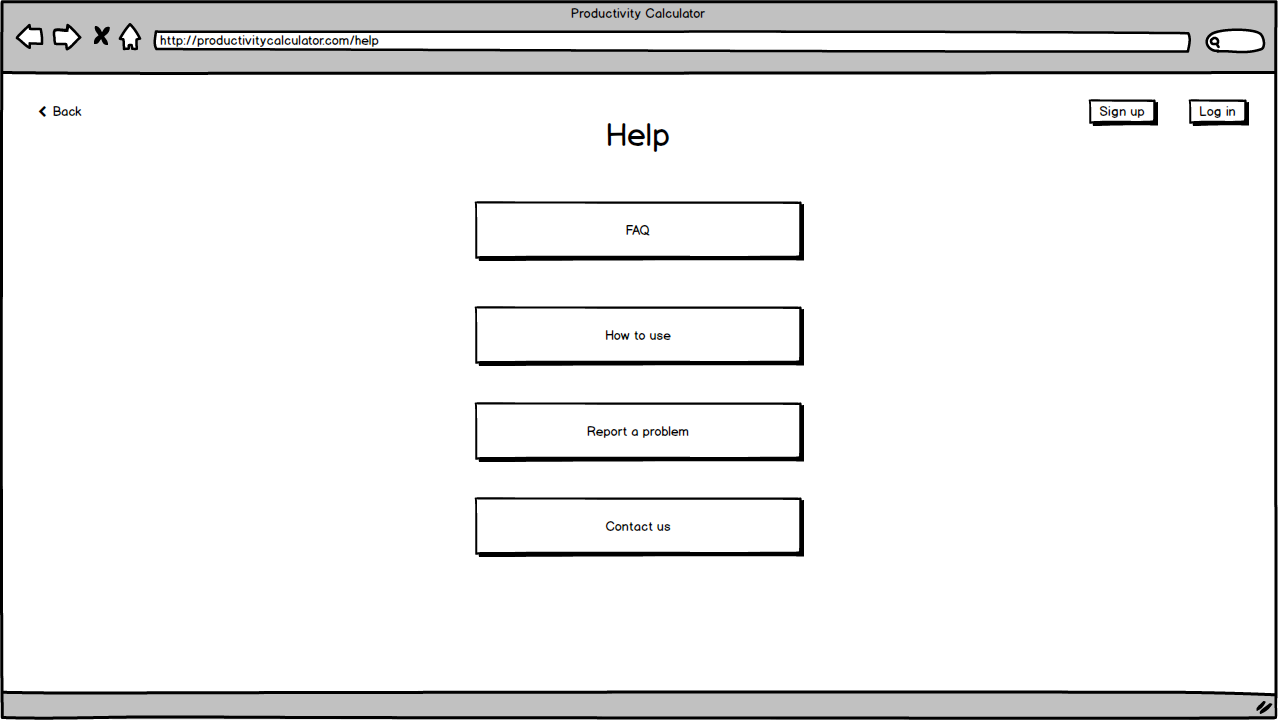 Productivity Calculator
http://productivitycalculator.com/help
Back
Sign up
Log in
Help
FAQ
How to use
Report a problem
Contact us